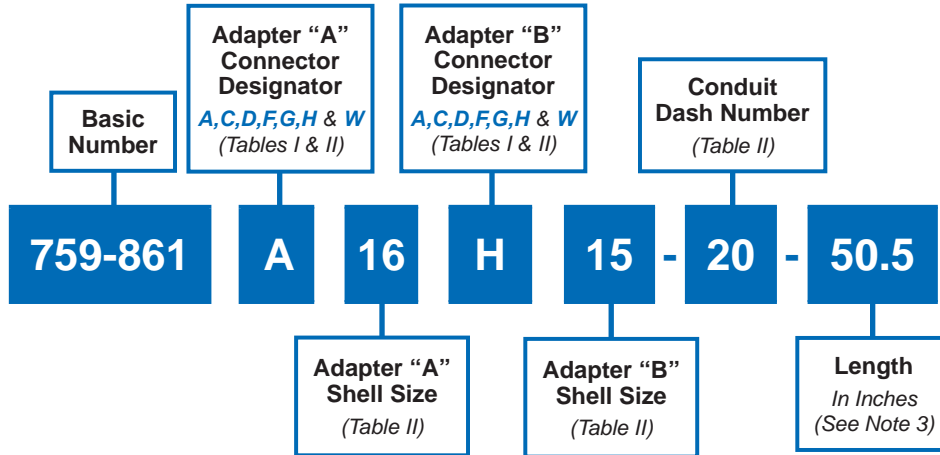 Adapter “A”
Connector
Designator
A,C,D,F,G,H & W
(Tables I & II)
Adapter “B”
Connector
Designator
A,C,D,F,G,H & W
(Tables I & II)
Basic
Number
Conduit
Dash Number
(Table II)
759-861 A 16 H 15 - 20 - 50.5
Adapter “A”
Shell Size
(Table II)
Adapter “B”
Shell Size
(Table II)
Length
In Inches
(See Note 3)